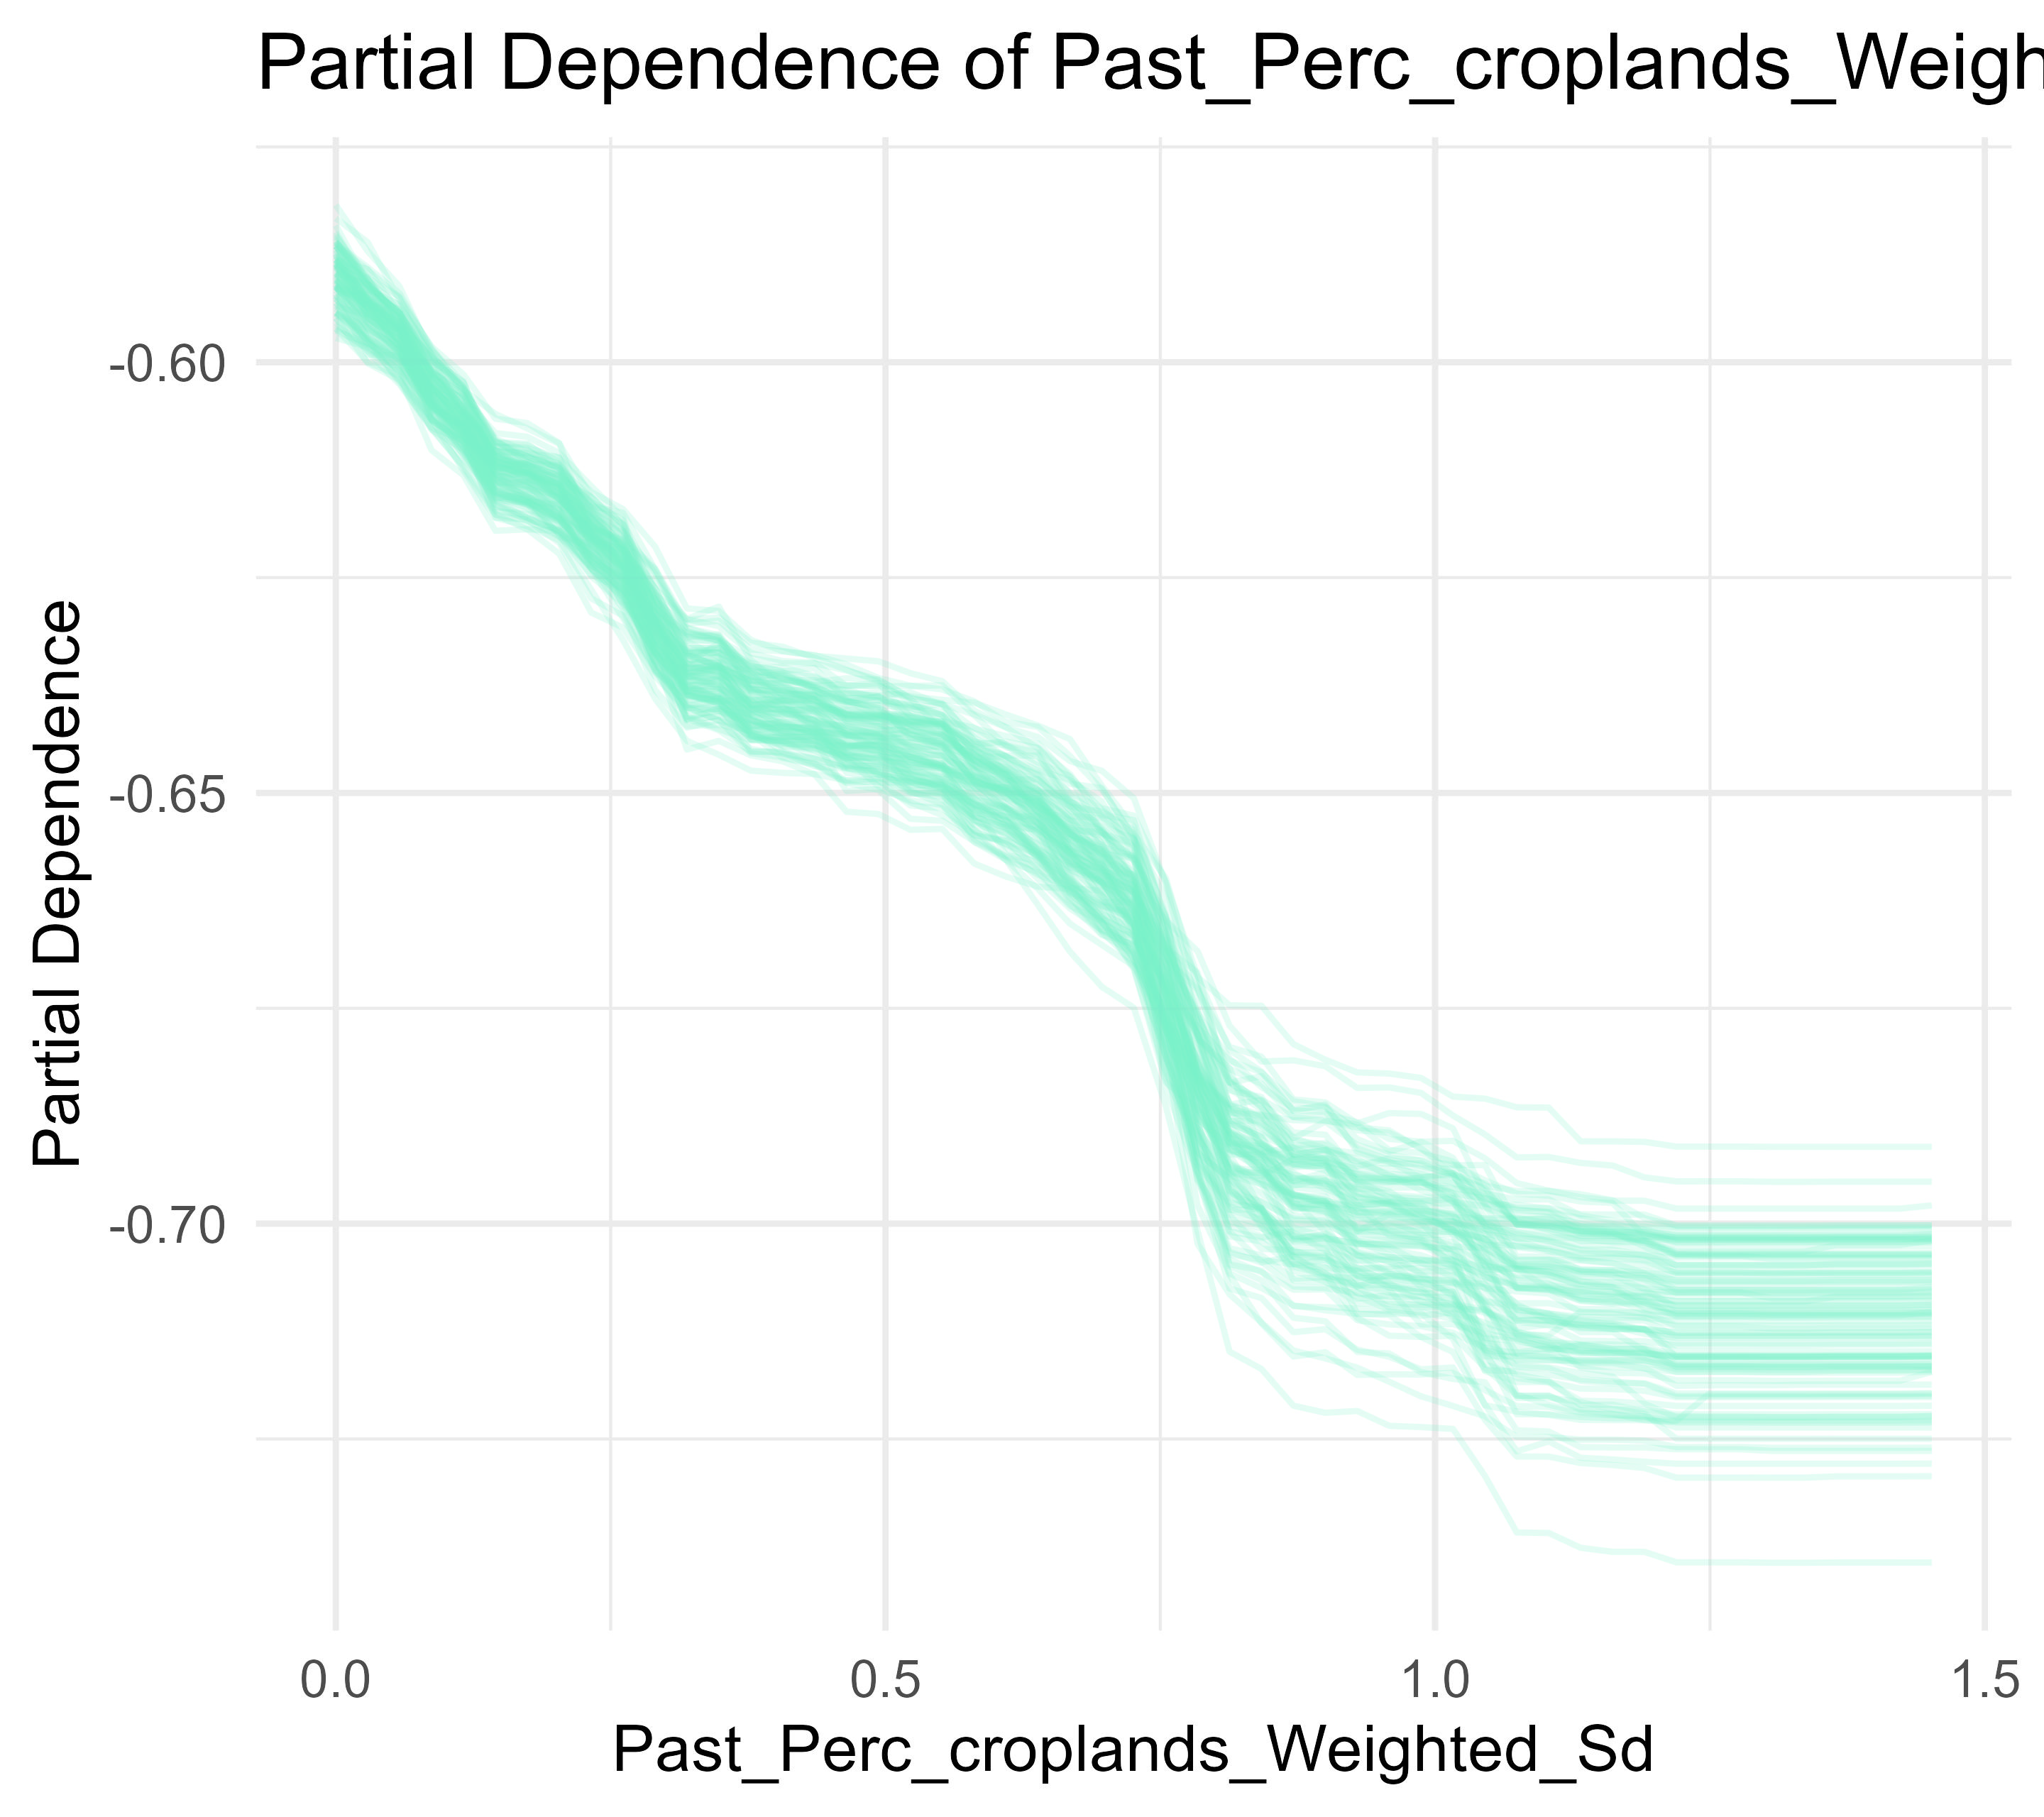 Partial Dependence of Past_Perc_croplands_Weigh
Partial Dependence
-0.60
-0.65
-0.70
0.0 0.5 1.0 1.5
Past_Perc_croplands_Weighted_Sd